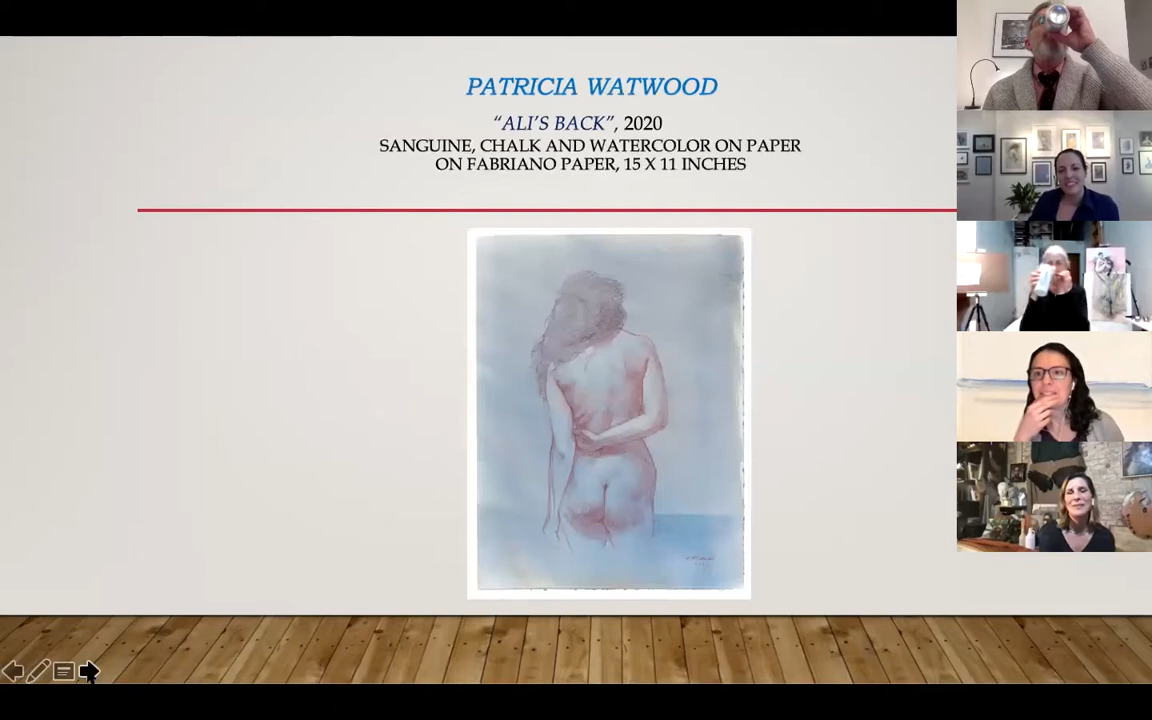 PATRICIA WATWOOD
“ALI’S BACK”, 2020
SANGUINE, CHALK AND WATERCOLOR ON PAPER
ON FABRIANO PAPER, 15 X 11 INCHES